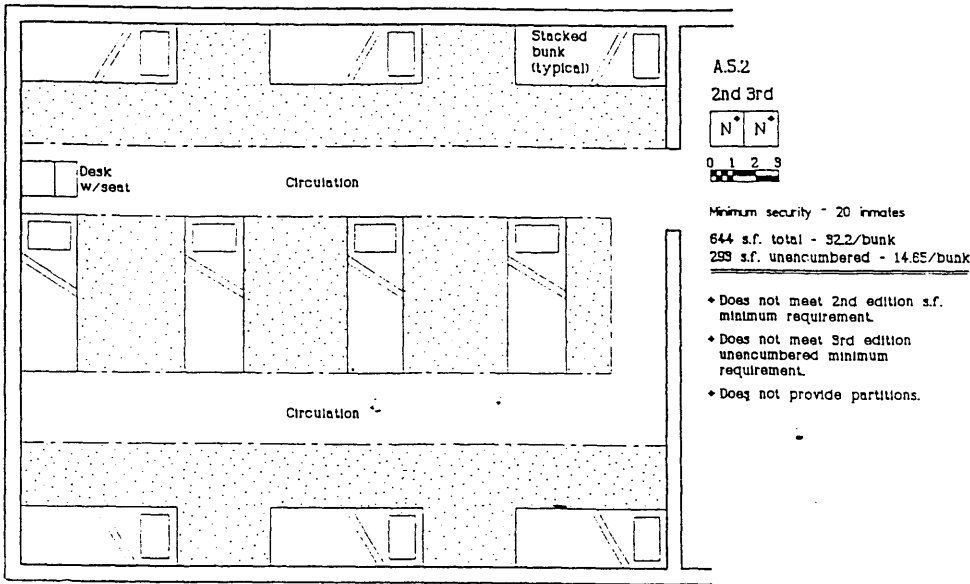 Stacked
bunk
(typical)
Desk
w/seat
Circulation
Circulation
A.5.2
2nd 3rd
N* N*
0 1 2 3
Minimum security - 20 inmates
644 s.f. total - 32.2/bunk
293 s.f. unencumbered - 14.65/bunk
* Does not meet 2nd edition s.f.
minimum requirement.
* Does not meet 3rd edition
unencumbered minimum
requirement.
* Does not provide partitions.